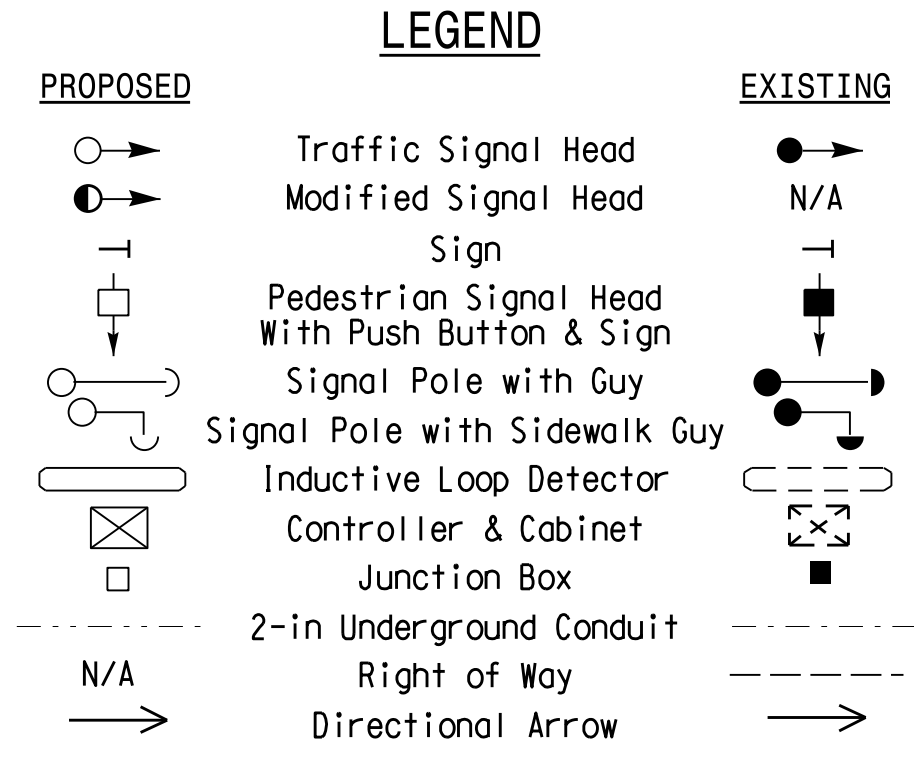 LEGEND
PROPOSED EXISTING
Traffic Signal Head
Modified Signal Head N/A
Sign
Pedestrian Signal Head
With Push Button & Sign
Signal Pole with Guy
Signal Pole with Sidewalk Guy
Inductive Loop Detector
Controller & Cabinet
Junction Box
2-in Underground Conduit
N/A Right of Way
Directional Arrow